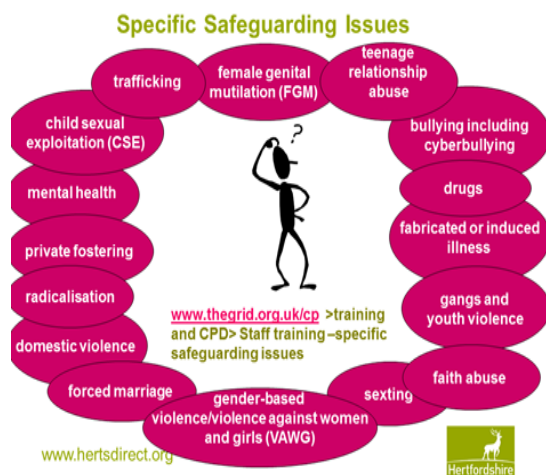 Specific Safeguarding Issues
trafficking
female genital
mutilation (FGM)
teenage
relationship
abuse
child sexual
exploitation (CSE)
bullying including
cyberbullying
mental health
drugs
private fostering
fabricated or induced
illness
radicalisation
gangs and
youth violence
domestic violence
faith abuse
forced marriage
sexting
gender-based
violence/violence against women
and girls (VAWG)
?
www.thegrid.org.uk/cp >training
and CPD> Staff training –specific
safeguarding issues
www.hertsdirect.org
Hertfordshire